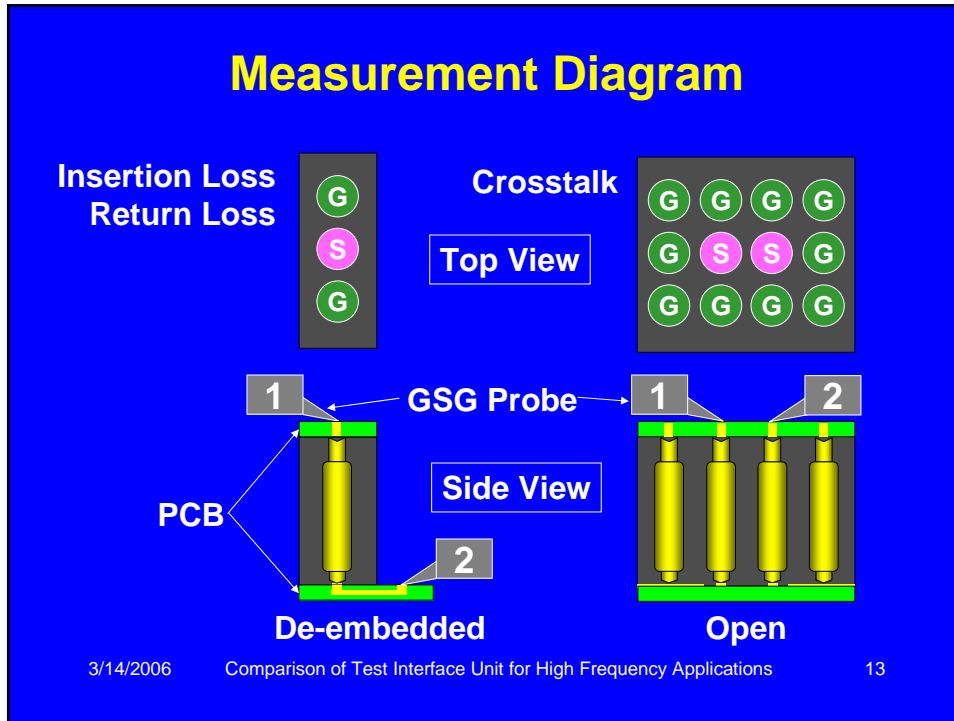 Measurement Diagram
Insertion Loss
Return Loss
G
S
G
Crosstalk
G G G G
G S S G
G G G G
Top View
1
GSG Probe
1
2
Side View
PCB
2
De-embedded
Open
3/14/2006 Comparison of Test Interface Unit for High Frequency Applications 13